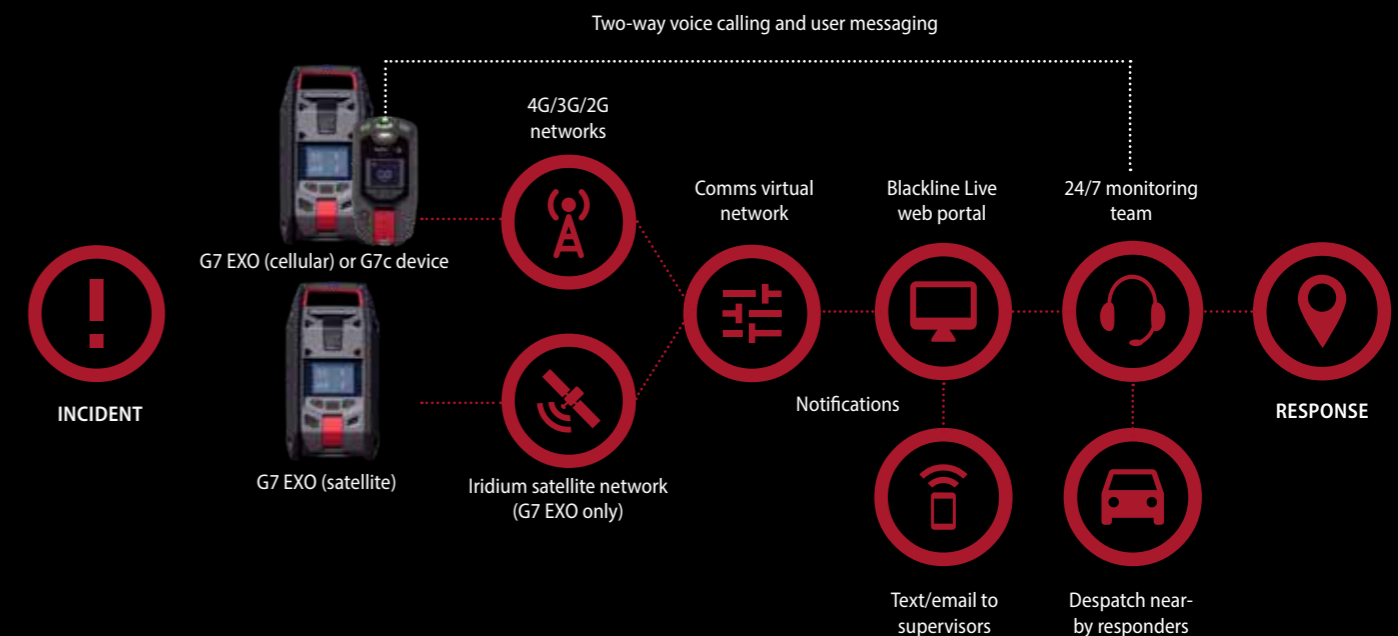 Two-way voice calling and user messaging
4G/3G/2G
networks
Comms virtual
network
Blackline Live
web portal
24/7 monitoring
team
G7 EXO (cellular) or G7c device
INCIDENT
Notifications
RESPONSE
G7 EXO (satellite)
Iridium satellite network
(G7 EXO only)
Text/email to
supervisors
Despatch near-
by responders